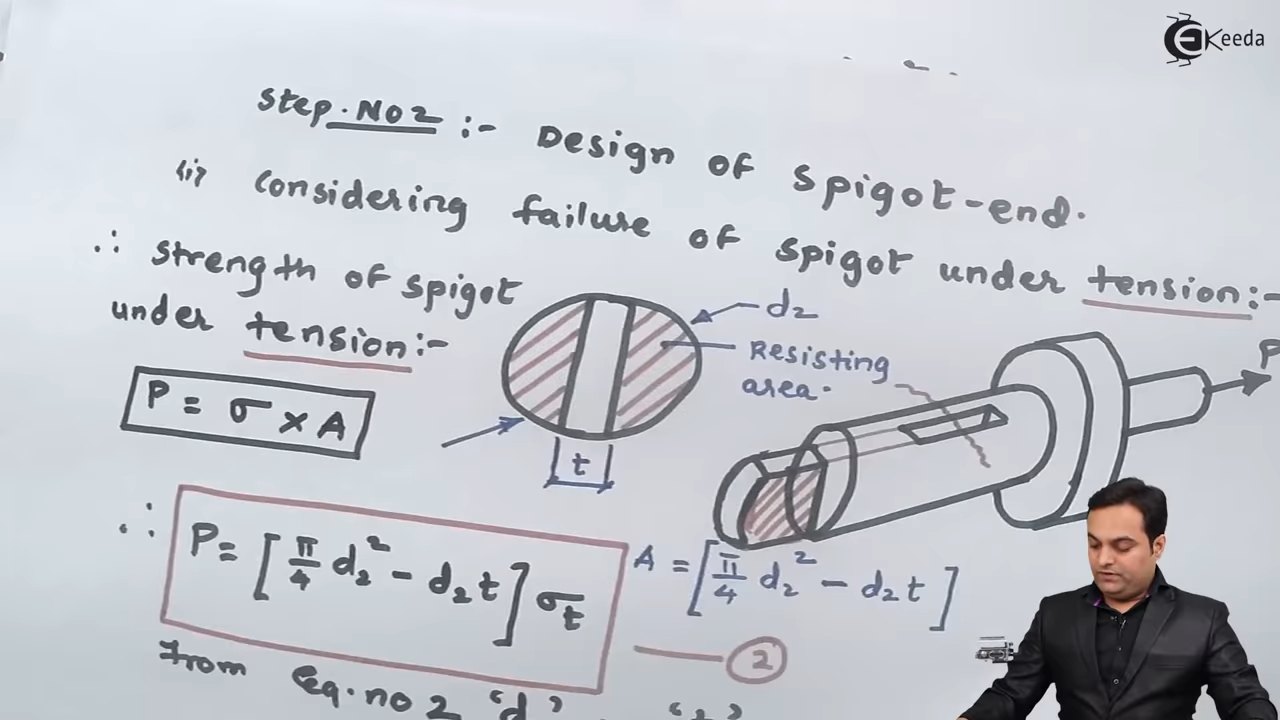 EKeeda
Step. No 2 :- Design of Spigot-end.
(i) considering failure of spigot under tension:-
∴ strength of spigot
under tension:-
d₂
Resisting
area.
P
P = σ × A
t
∴ P = [π/4 d₂² - d₂ t] σt
A = [π/4 d₂² - d₂ t]
2
From Eq. no 2 'd' 't'